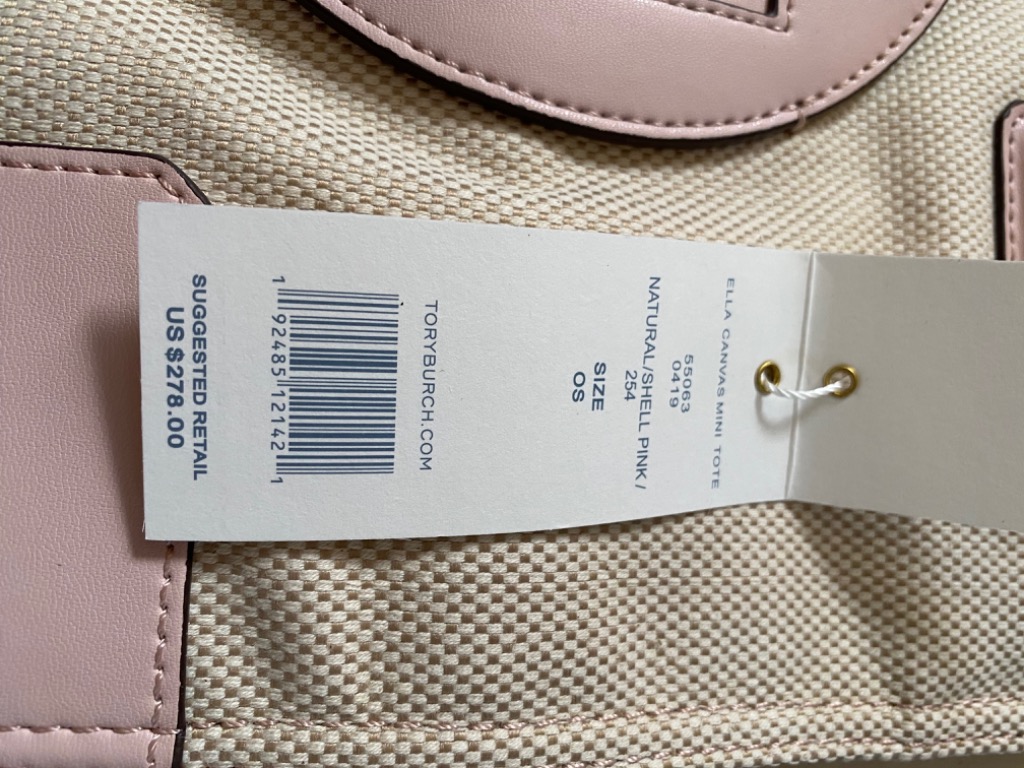 ELLA CANVAS MINI TOTE
55063
0419
NATURAL/SHELL PINK /
254
SIZE
OS
TORYBURCH.COM
1 92485 12142 1
SUGGESTED RETAIL
US $278.00